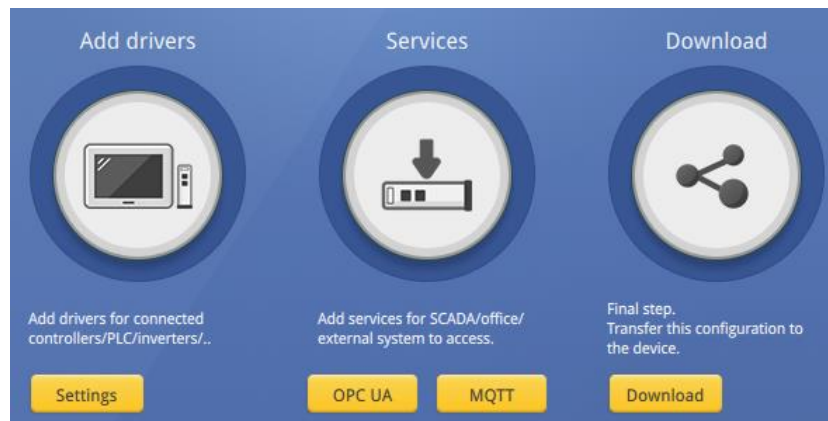 Add drivers
Services
Download
Add drivers for connected
controllers/PLC/inverters/..
Add services for SCADA/office/
external system to access.
Final step.
Transfer this configuration to
the device.
Settings
OPC UA
MQTT
Download